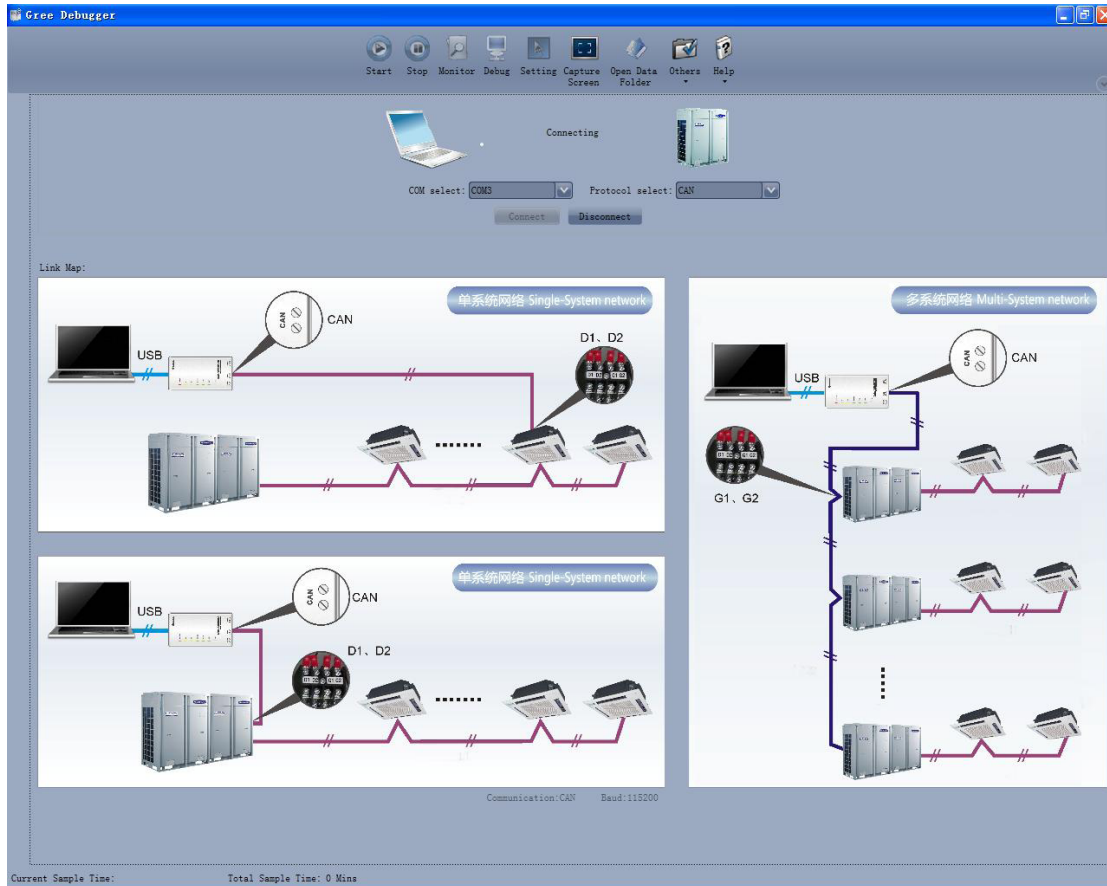 Gree Debugger
Start Stop Monitor Debug Setting Capture Screen Open Data Folder Others Help
Connecting
COM select: COM3 Protocol select: CAN
Connect Disconnect
Link Map:
单系统网络 Single-System network
CAN
CAN
USB
D1、D2
单系统网络 Single-System network
CAN
CAN
USB
D1、D2
多系统网络 Multi-System network
CAN
CAN
USB
G1、G2
Communication:CAN Baud:115200
Current Sample Time: Total Sample Time: 0 Mins